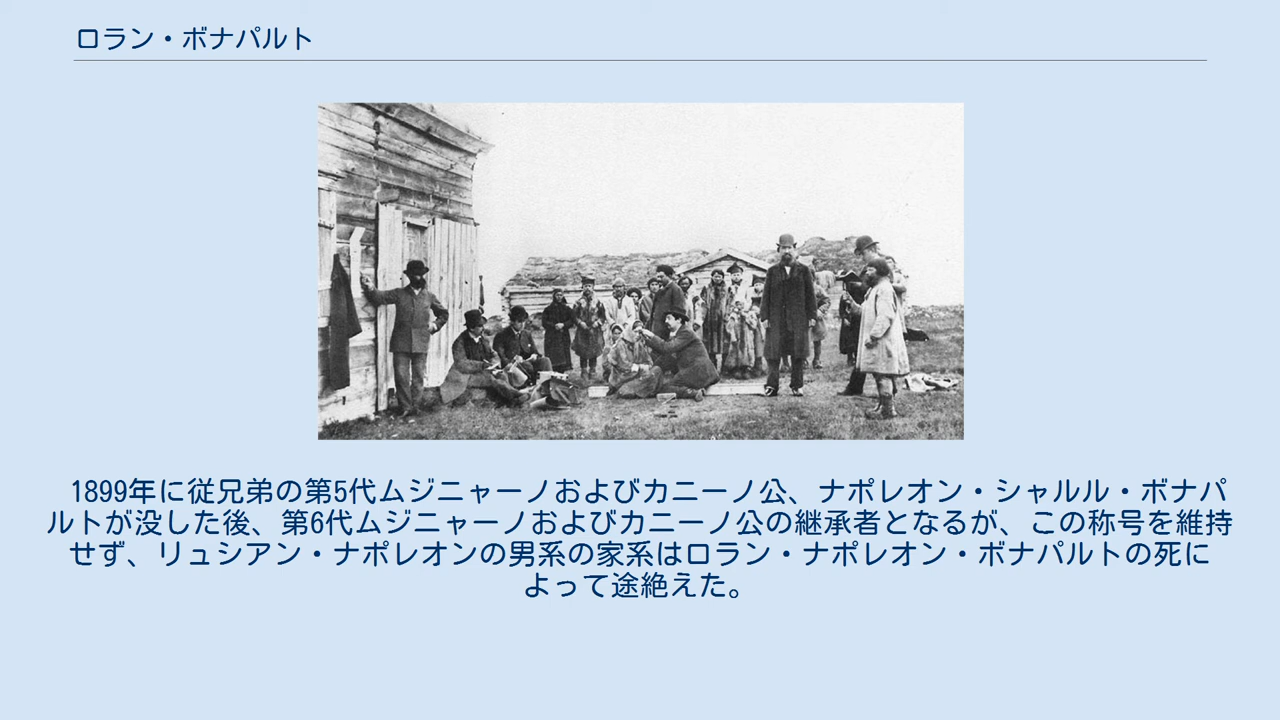 ロラン・ボナパルト
1899年に従兄弟の第5代ムジニャーノおよびカニーノ公、ナポレオン・シャルル・ボナパ
ルトが没した後、第6代ムジニャーノおよびカニーノ公の継承者となるが、この称号を維持
せず、リュシアン・ナポレオンの男系の家系はロラン・ナポレオン・ボナパルトの死に
よって途絶えた。